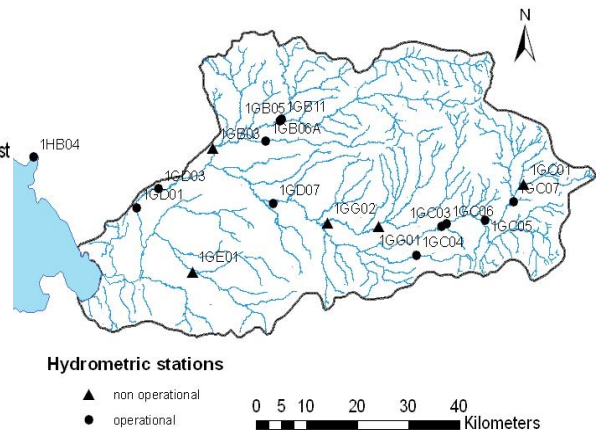 N
1GB05
1GB11
1GB03
1GB06A
st
1HB04
1GC01
1GD03
1GC07
1GD01
1GD07
1GG02
1GC03
1GC06
1GG01
1GC04
1GC05
1GE01
Hydrometric stations
non operational
operational
0 5 10 20 30 40
Kilometers